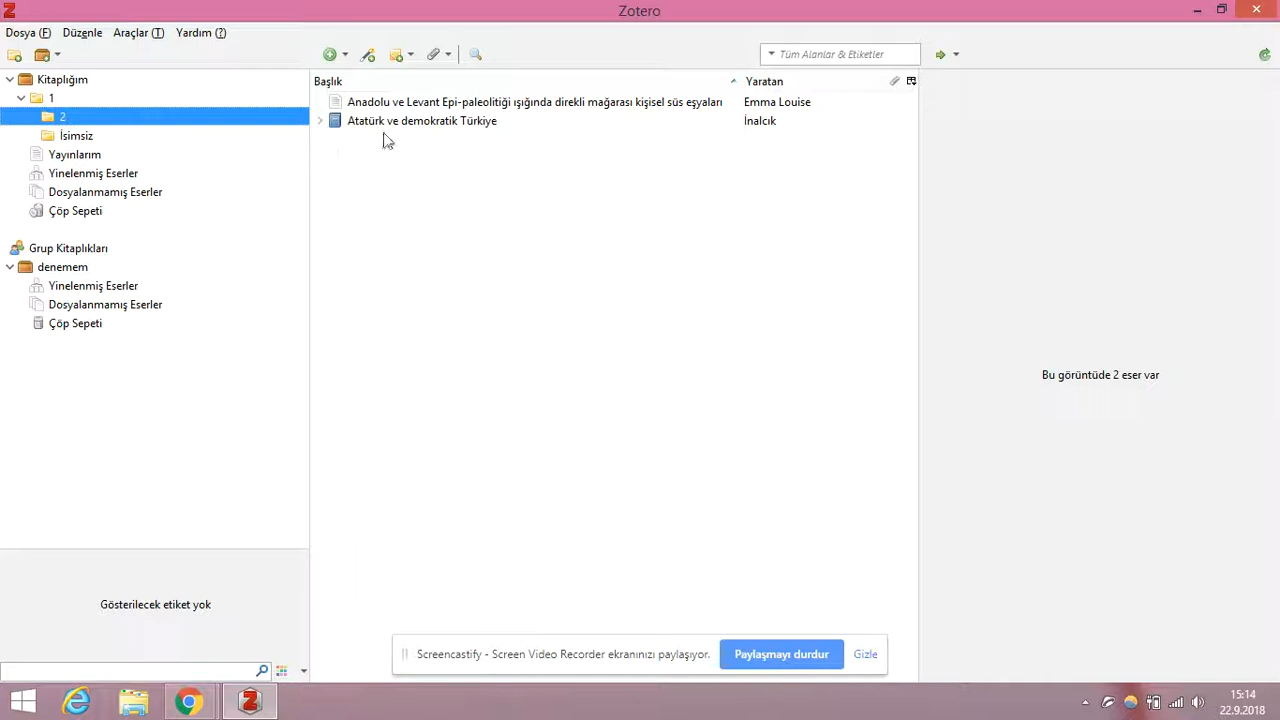 Zotero
Dosya (F) Düzenle Araçlar (T) Yardım (?)
Tüm Alanlar & Etiketler
Kitaplığım
1
2
İsimsiz
Yayınlarım
Yinelenmiş Eserler
Dosyalanmamış Eserler
Çöp Sepeti
Grup Kitaplıkları
denemem
Yinelenmiş Eserler
Dosyalanmamış Eserler
Çöp Sepeti
Gösterilecek etiket yok
Başlık Yaratan
Anadolu ve Levant Epi-paleolitiği ışığında direkli mağarası kişisel süs eşyaları Emma Louise
Atatürk ve demokratik Türkiye İnalcık
Bu görüntüde 2 eser var
Screencastify - Screen Video Recorder ekranınızı paylaşıyor. Paylaşmayı durdur Gizle
15:14
22.9.2018